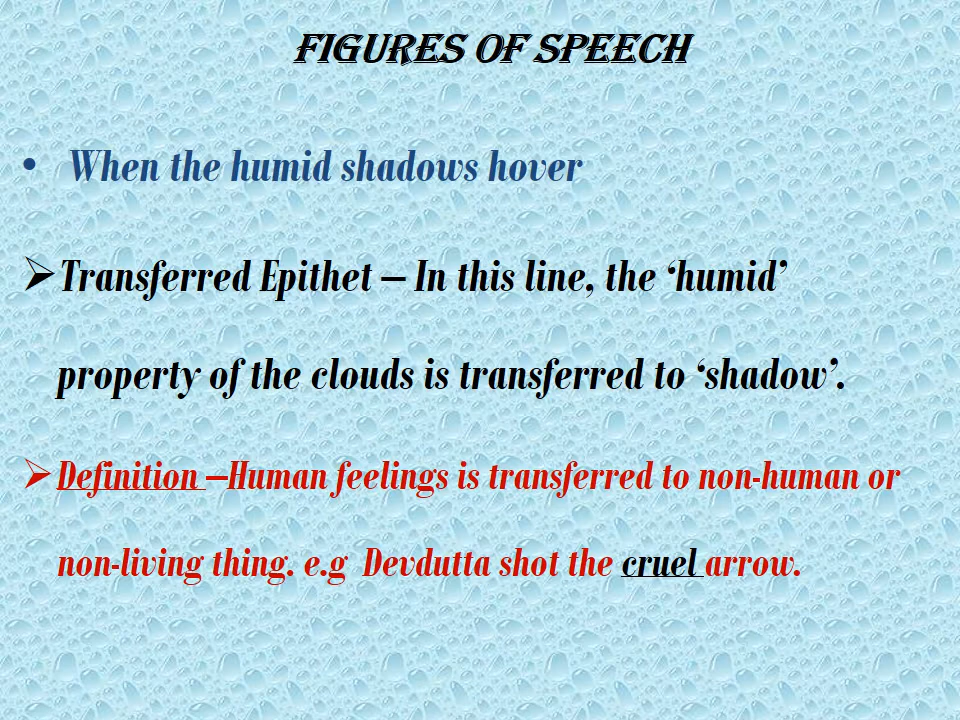 FIGURES OF SPEECH
• When the humid shadows hover
➢Transferred Epithet – In this line, the ‘humid’
property of the clouds is transferred to ‘shadow’.
➢Definition –Human feelings is transferred to non-human or
non-living thing. e.g Devdutta shot the cruel arrow.